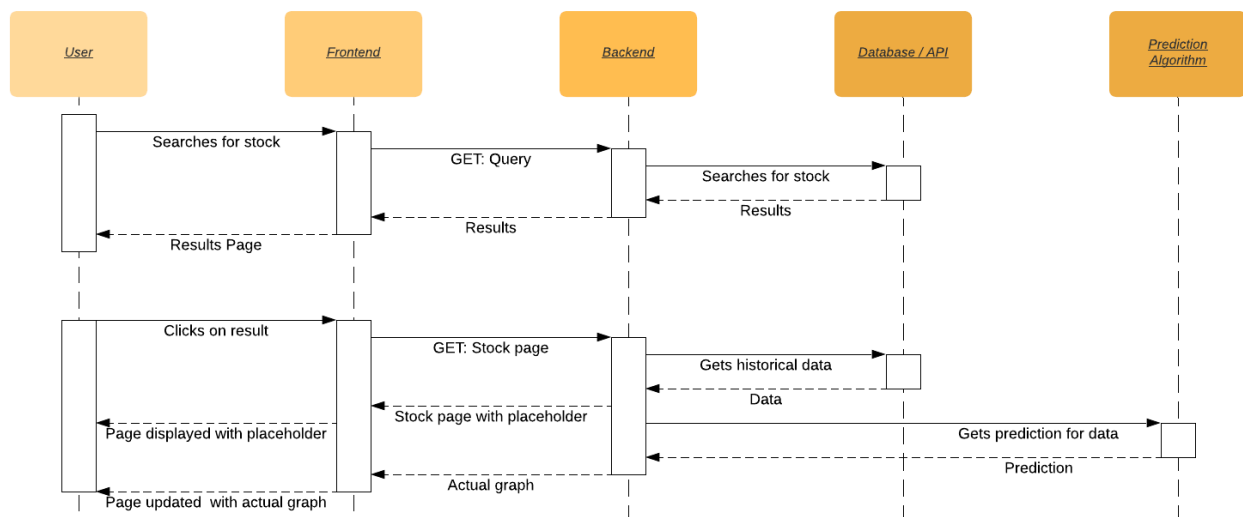 User
Frontend
Backend
Database / API
Prediction
Algorithm
Searches for stock
GET: Query
Searches for stock
Results
Results
Results Page
Clicks on result
GET: Stock page
Gets historical data
Data
Stock page with placeholder
Page displayed with placeholder
Gets prediction for data
Prediction
Actual graph
Page updated  with actual graph